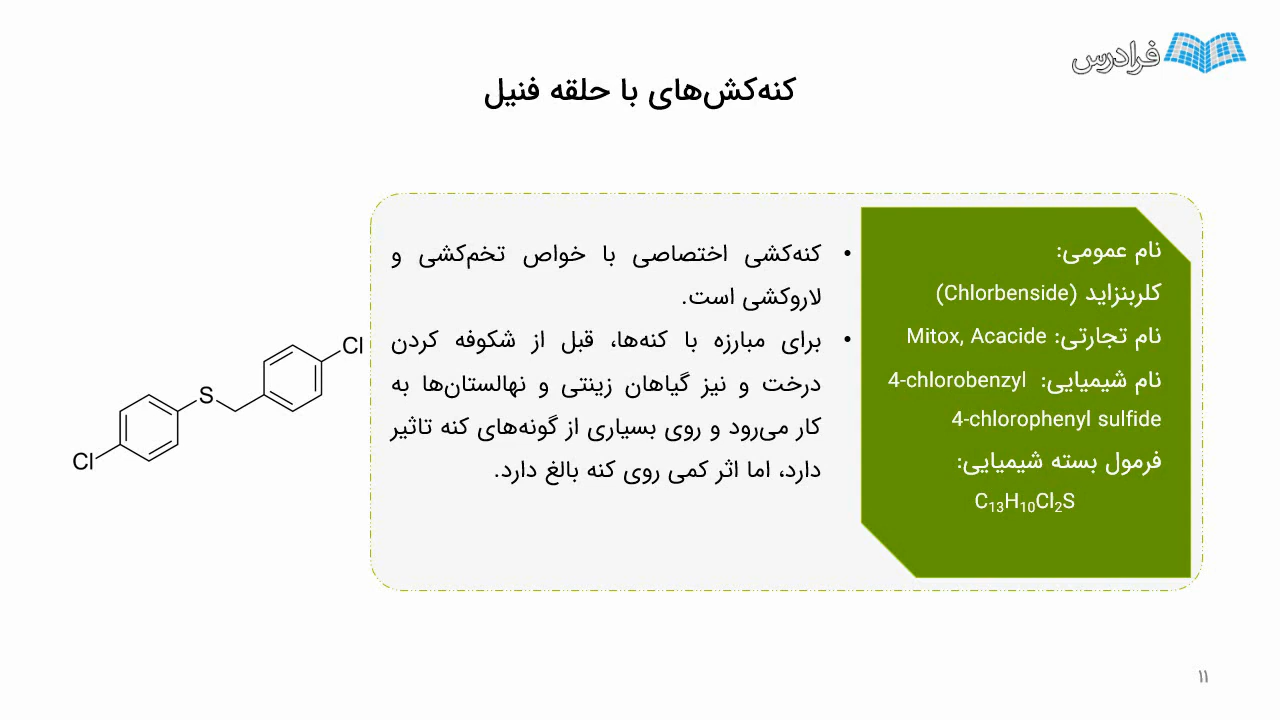 فرادرس
کنه‌کش‌های با حلقه فنیل
نام عمومی:
کلربنزاید (Chlorbenside)
نام تجارتی: Mitox, Acacide
نام شیمیایی: 4-chlorobenzyl
4-chlorophenyl sulfide
فرمول بسته شیمیایی:
C₁₃H₁₀Cl₂S
• کنه‌کشی اختصاصی با خواص تخم‌کشی و
لاروکشی است.
• برای مبارزه با کنه‌ها، قبل از شکوفه کردن
درخت و نیز گیاهان زینتی و نهالستان‌ها به
کار می‌رود و روی بسیاری از گونه‌های کنه تاثیر
دارد، اما اثر کمی روی کنه بالغ دارد.
Cl
S
Cl
۱۱